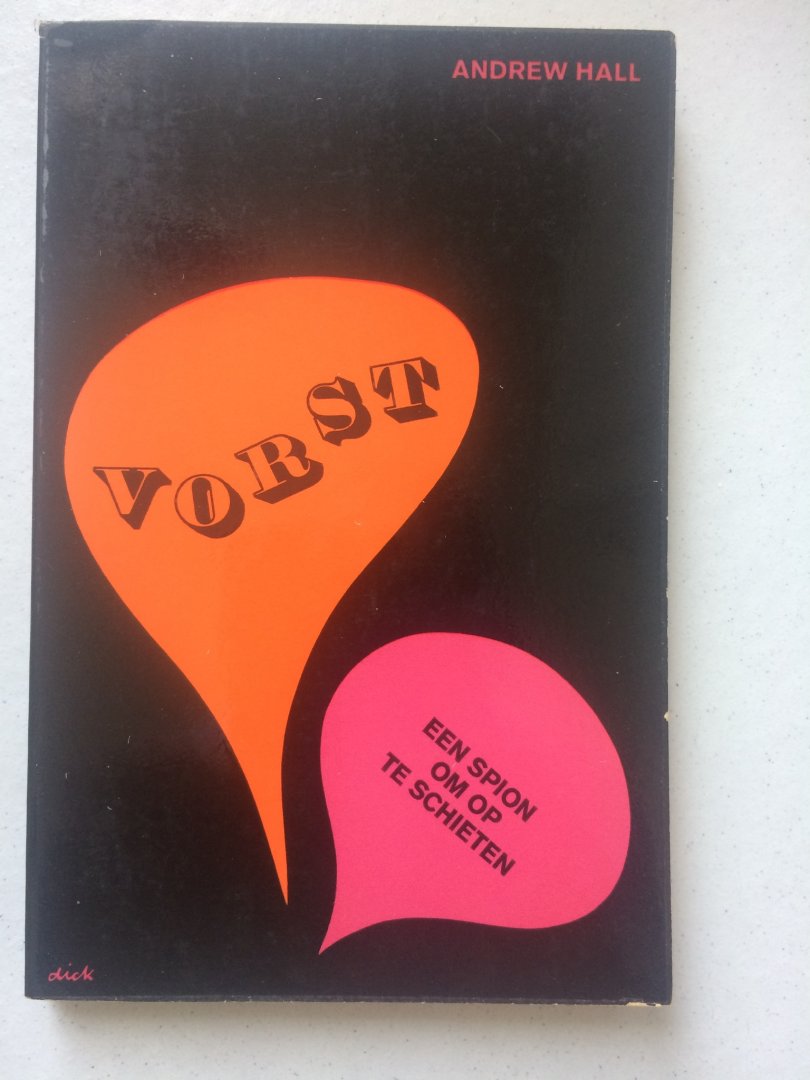 ANDREW HALL
VORST
EEN SPION
OM OP
TE SCHIETEN
dick